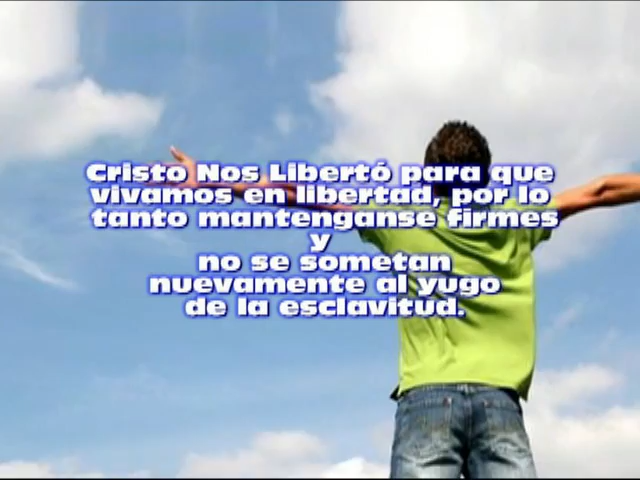 Cristo Nos Libertó para que
vivamos en libertad, por lo
tanto mantenganse firmes
y
no se sometan
nuevamente al yugo
de la esclavitud.